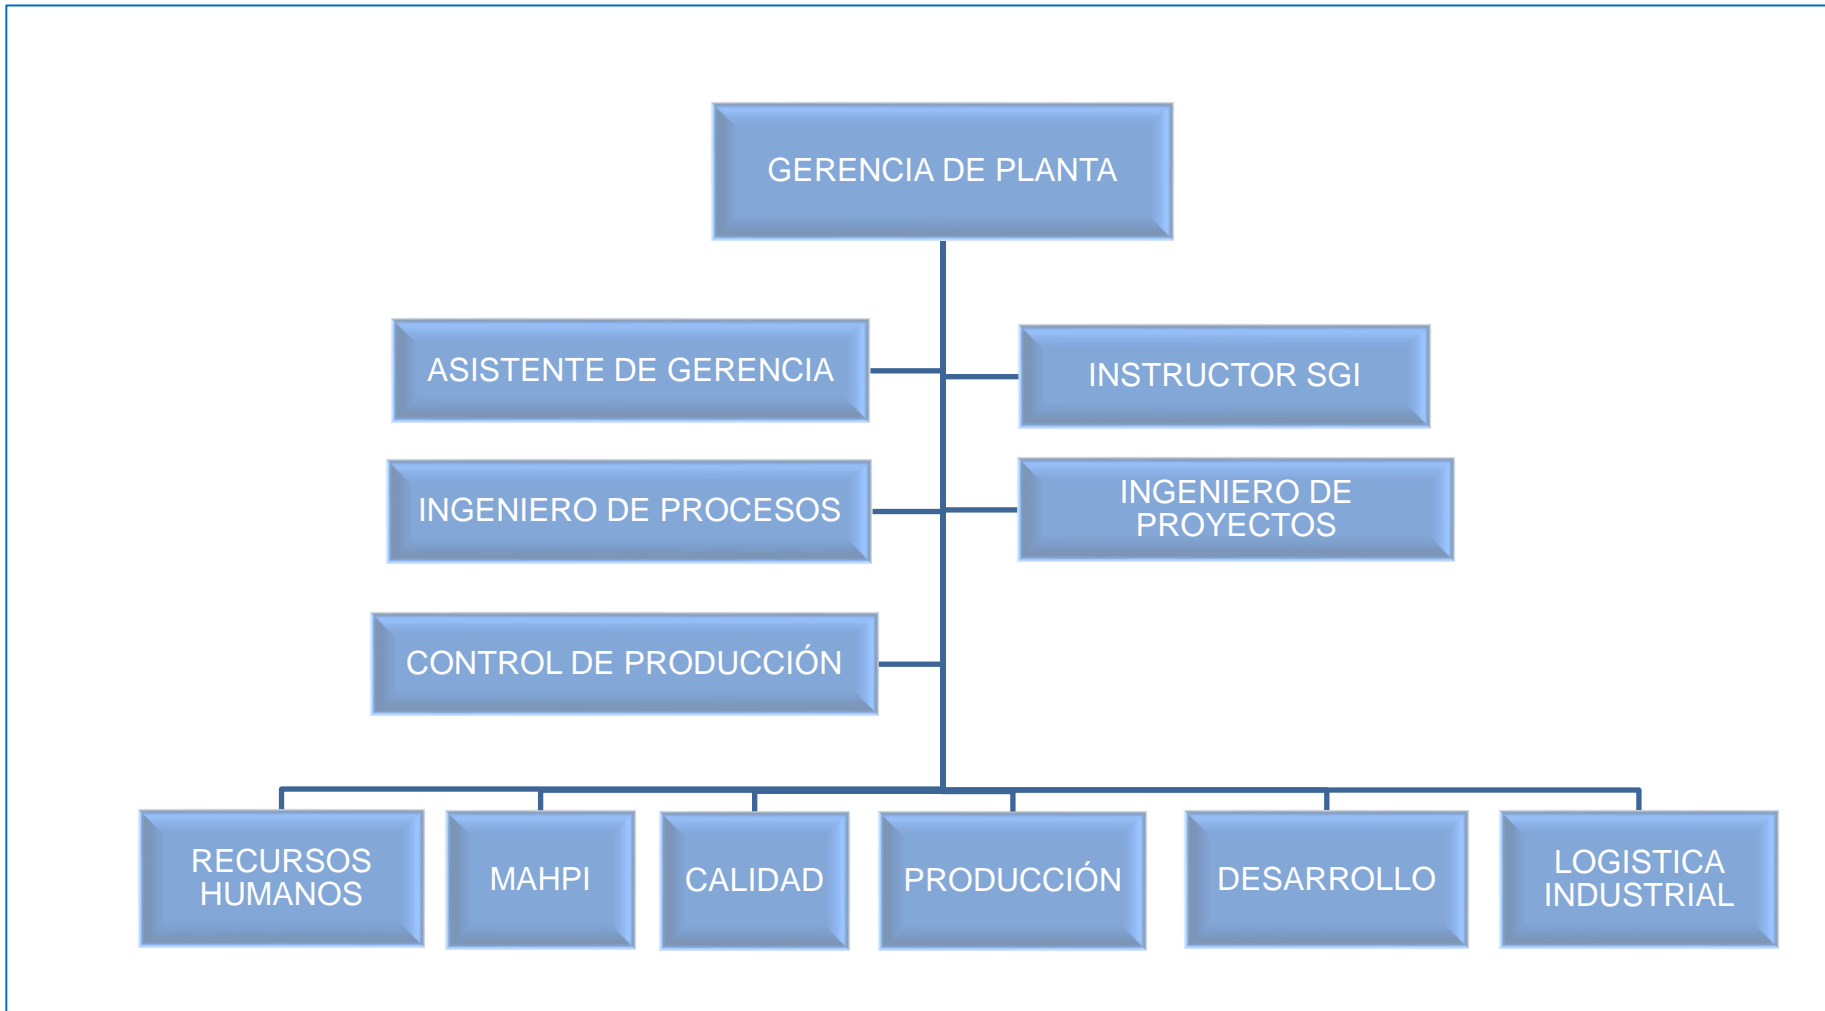 GERENCIA DE PLANTA
ASISTENTE DE GERENCIA
INSTRUCTOR SGI
INGENIERO DE PROCESOS
INGENIERO DE
PROYECTOS
CONTROL DE PRODUCCIÓN
RECURSOS
HUMANOS
MAHPI
CALIDAD
PRODUCCIÓN
DESARROLLO
LOGISTICA
INDUSTRIAL